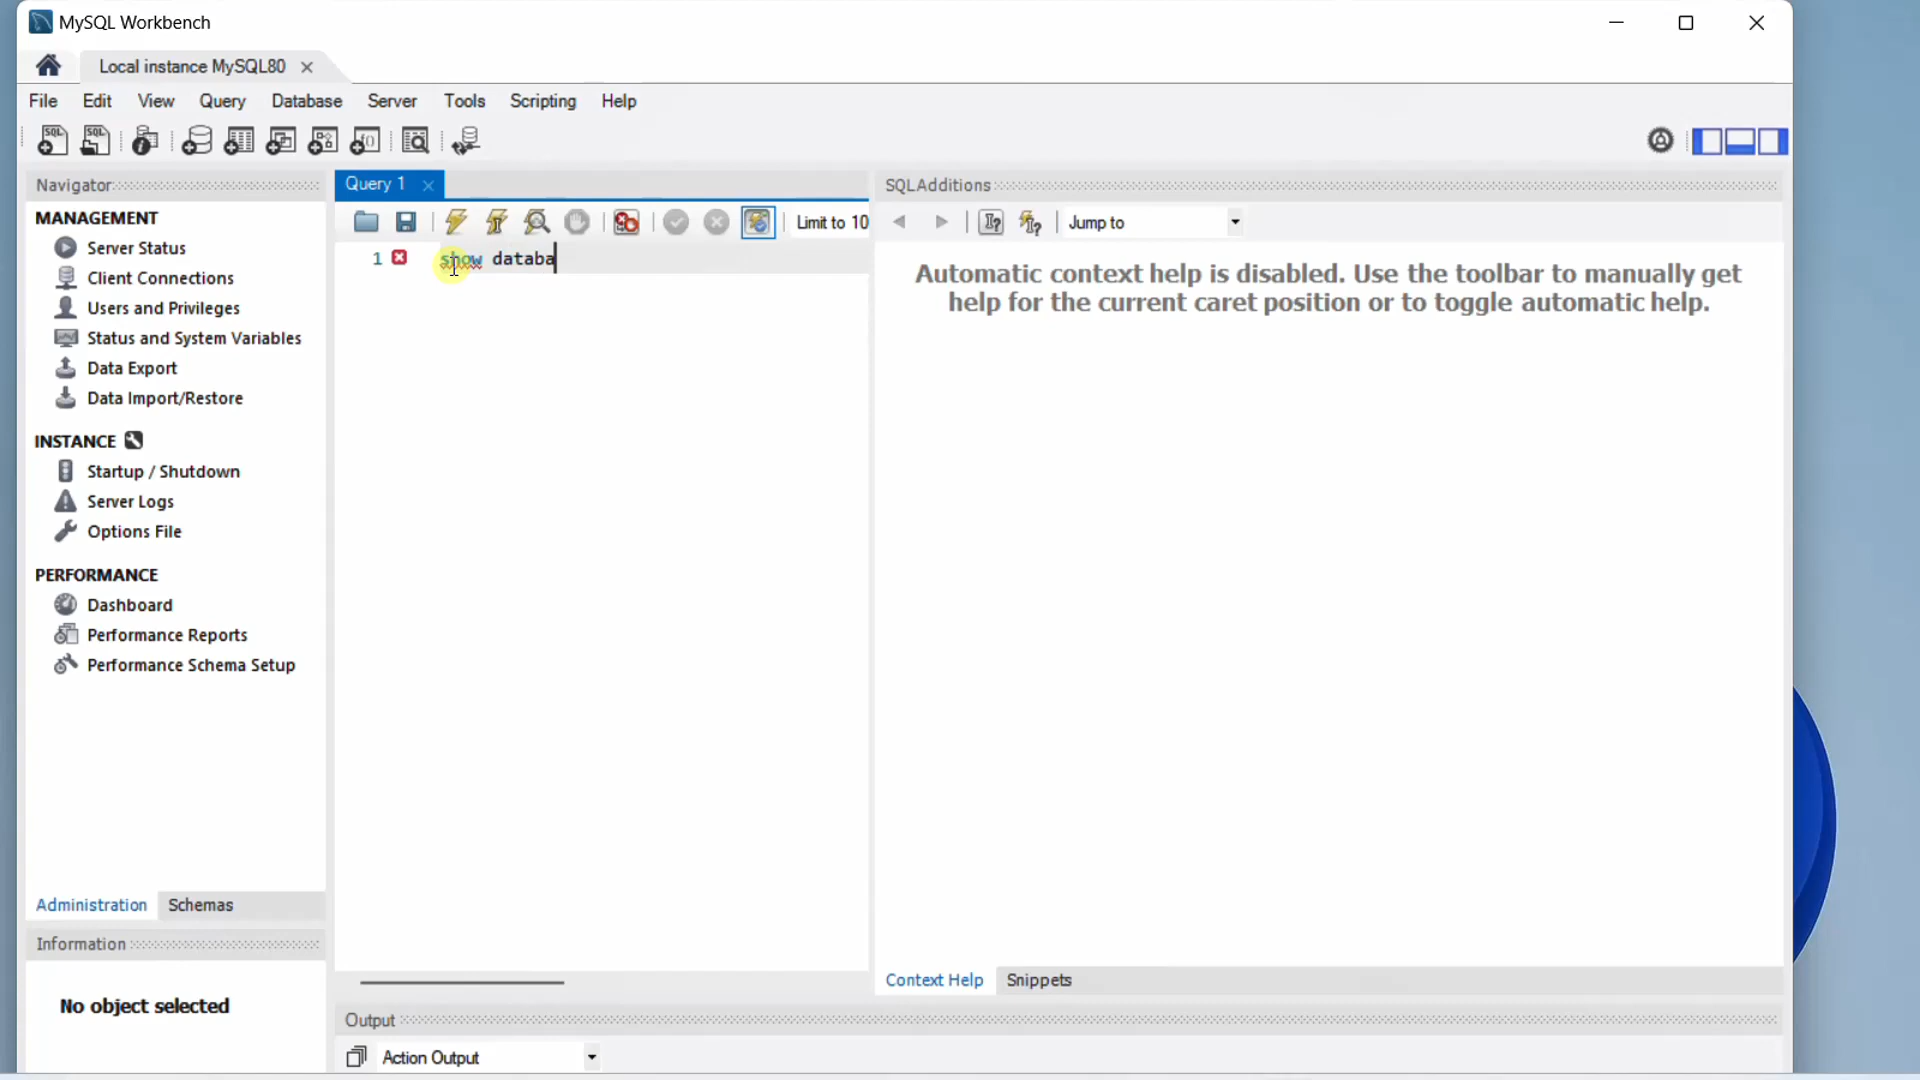 MySQL Workbench
Local instance MySQL80
File Edit View Query Database Server Tools Scripting Help
Navigator
MANAGEMENT
Server Status
Client Connections
Users and Privileges
Status and System Variables
Data Export
Data Import/Restore
INSTANCE
Startup / Shutdown
Server Logs
Options File
PERFORMANCE
Dashboard
Performance Reports
Performance Schema Setup
Administration Schemas
Information
No object selected
Query 1
Limit to 10
1 show databa
SQLAdditions
Jump to
Automatic context help is disabled. Use the toolbar to manually get
help for the current caret position or to toggle automatic help.
Context Help Snippets
Output
Action Output